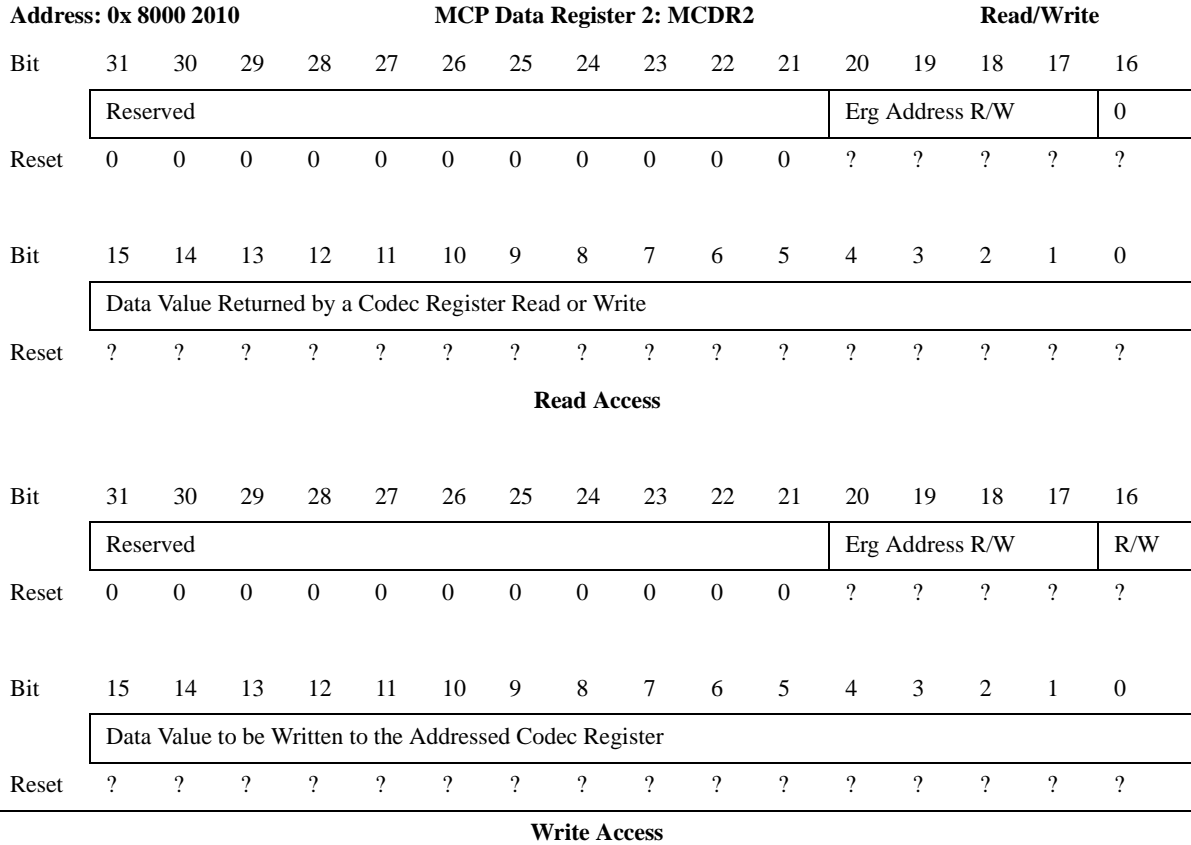 Address: 0x 8000 2010 MCP Data Register 2: MCDR2 Read/Write
Bit 31 30 29 28 27 26 25 24 23 22 21 20 19 18 17 16
Reserved Erg Address R/W 0
Reset 0 0 0 0 0 0 0 0 0 0 0 ? ? ? ? ?
Bit 15 14 13 12 11 10 9 8 7 6 5 4 3 2 1 0
Data Value Returned by a Codec Register Read or Write
Reset ? ? ? ? ? ? ? ? ? ? ? ? ? ? ? ?
Read Access
Bit 31 30 29 28 27 26 25 24 23 22 21 20 19 18 17 16
Reserved Erg Address R/W R/W
Reset 0 0 0 0 0 0 0 0 0 0 0 ? ? ? ? ?
Bit 15 14 13 12 11 10 9 8 7 6 5 4 3 2 1 0
Data Value to be Written to the Addressed Codec Register
Reset ? ? ? ? ? ? ? ? ? ? ? ? ? ? ? ?
Write Access